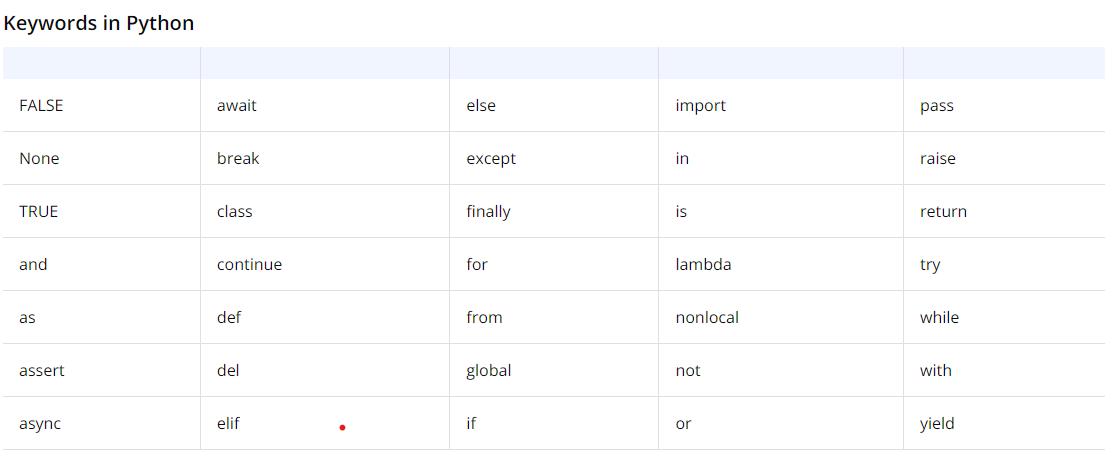 Keywords in Python
FALSE await else import pass
None break except in raise
TRUE class finally is return
and continue for lambda try
as def from nonlocal while
assert del global not with
async elif if or yield